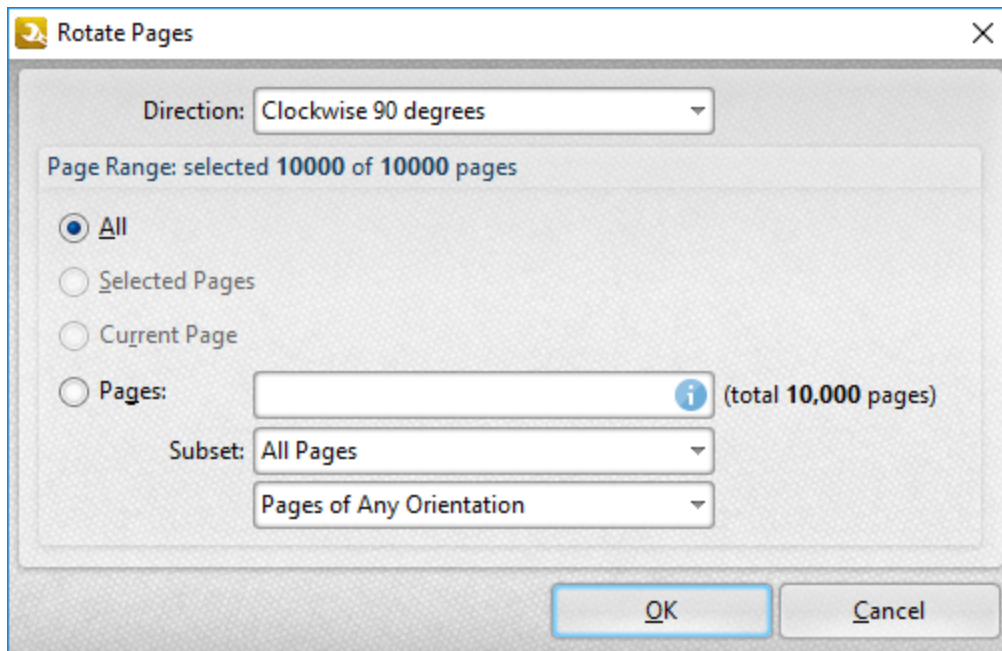 Rotate Pages
Direction: Clockwise 90 degrees
Page Range: selected 10000 of 10000 pages
All
Selected Pages
Current Page
Pages: (total 10,000 pages)
Subset: All Pages
Pages of Any Orientation
OK Cancel